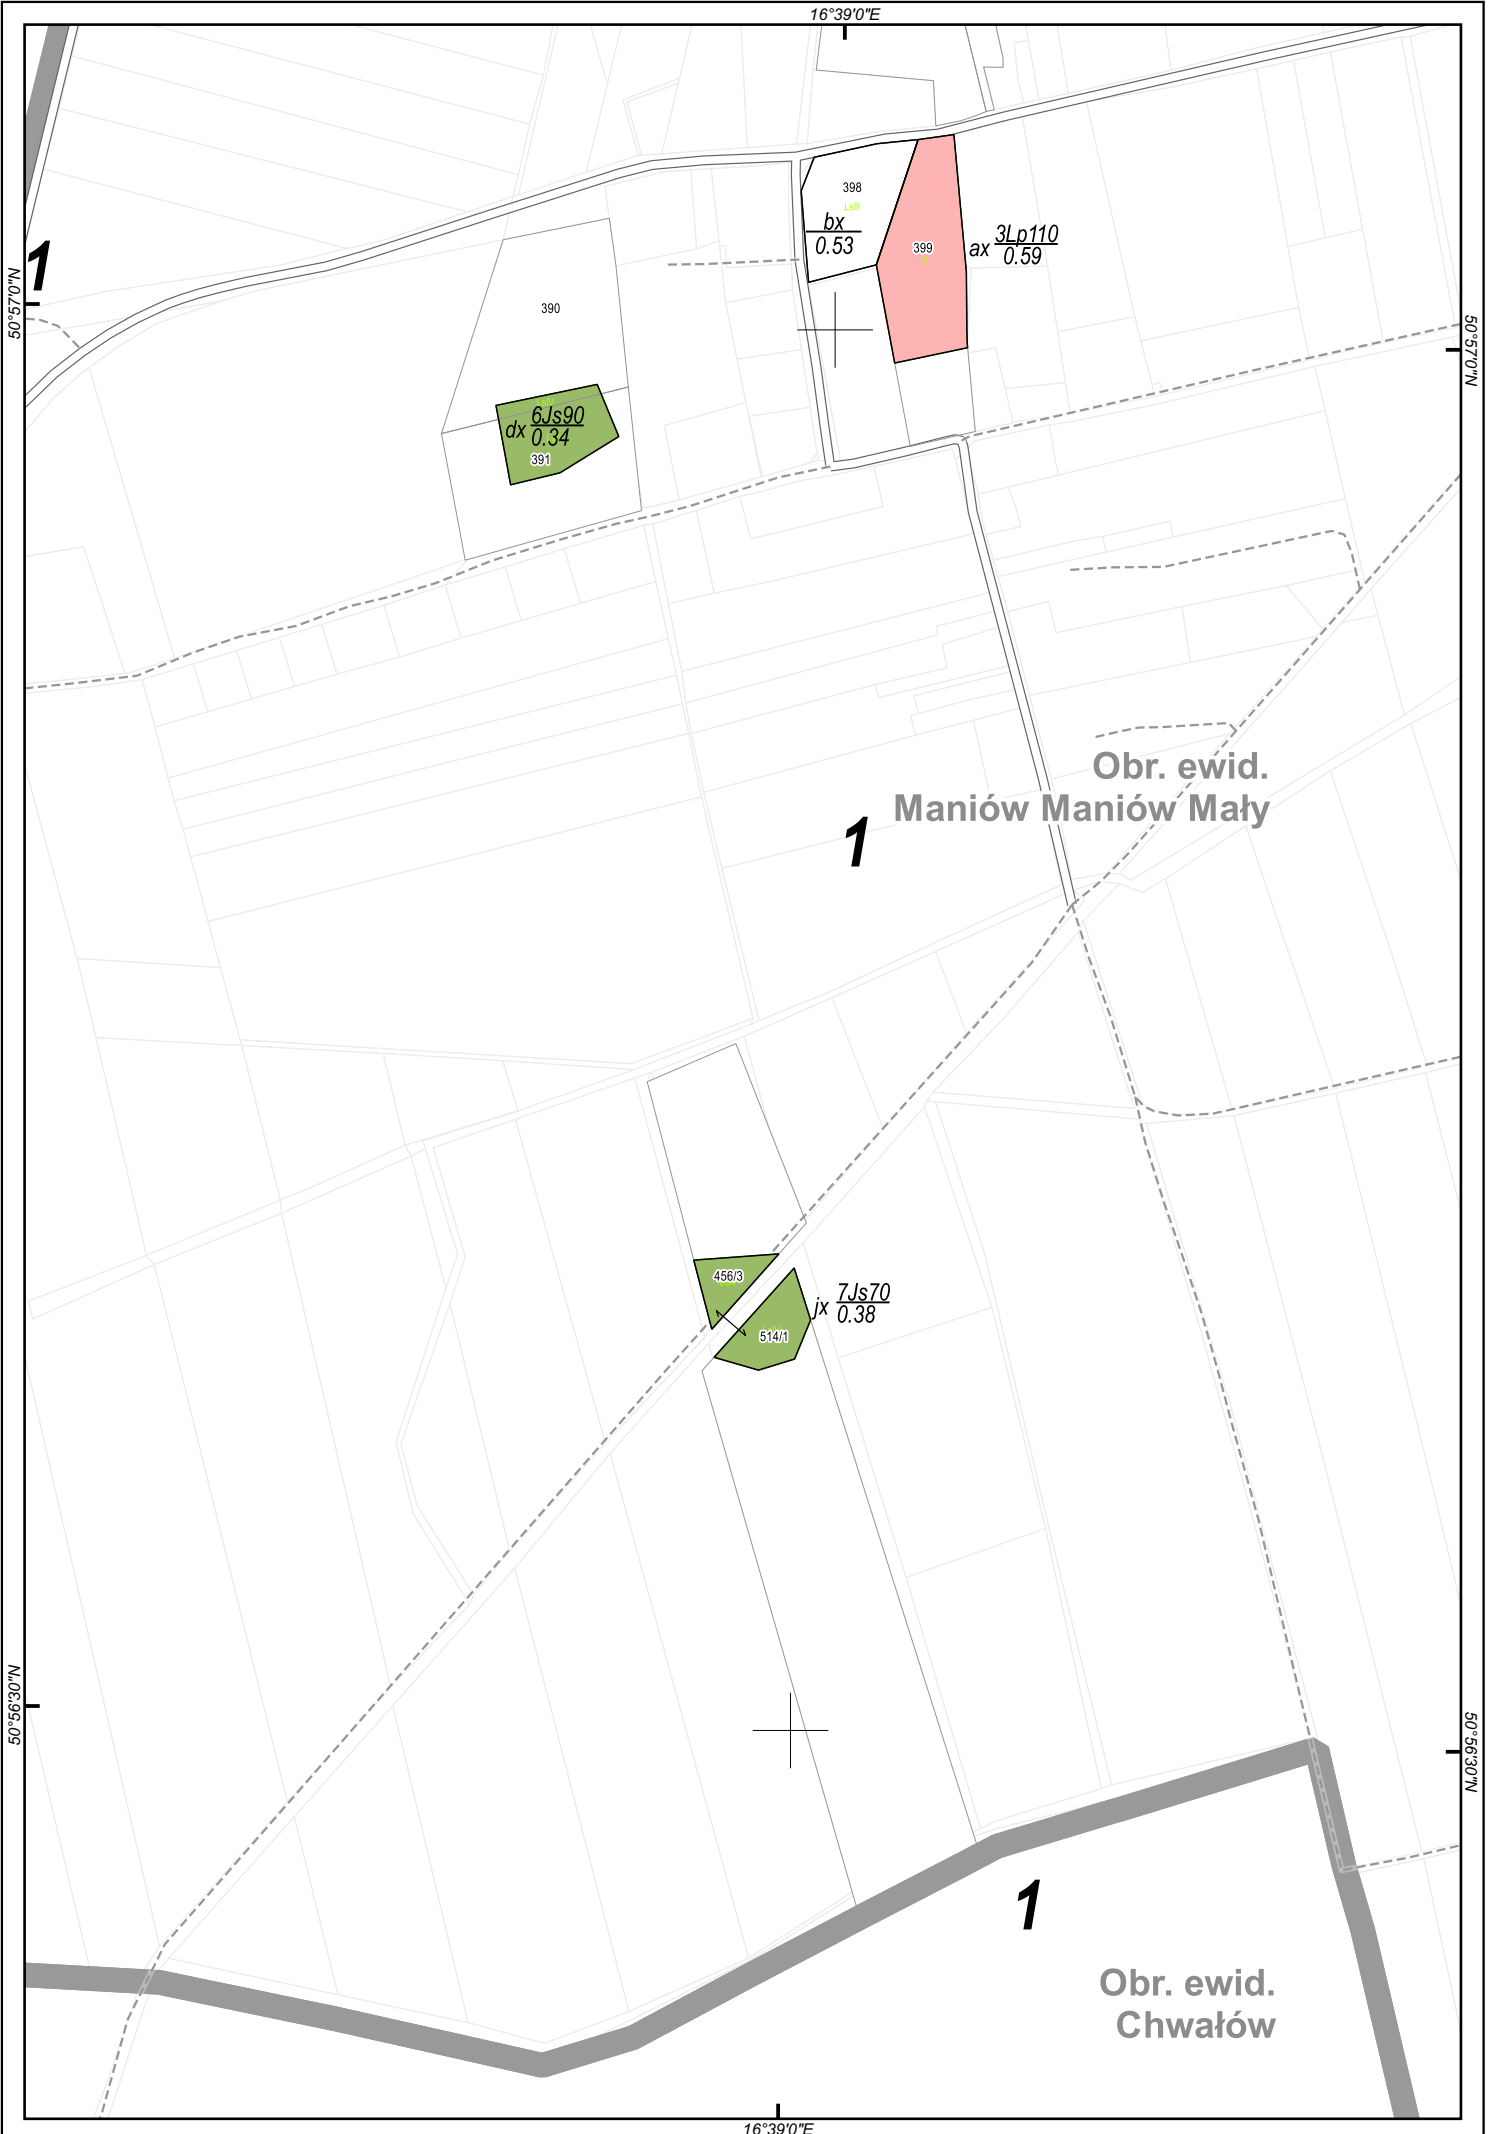 16°39'0"E
398
LsIII
bx
0.53
399
ax 3Lp110
0.59
1
50°57'0"N
390
50°57'0"N
dx 6Js90
0.34
391
Obr. ewid.
Maniów Maniów Mały
1
456/3
jx 7Js70
0.38
514/1
50°56'30"N
50°56'30"N
1
Obr. ewid.
Chwałów
16°39'0"E